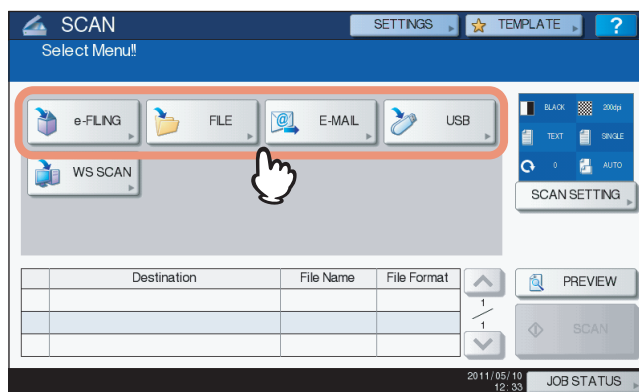 SCAN SETTINGS TEMPLATE ?
Select Menu!!
e-FILING FILE E-MAIL USB
BLACK 200dpi
TEXT SINGLE
0 AUTO
WS SCAN
SCAN SETTING
Destination File Name File Format
PREVIEW
1
1
SCAN
2011/05/10
12:33
JOB STATUS